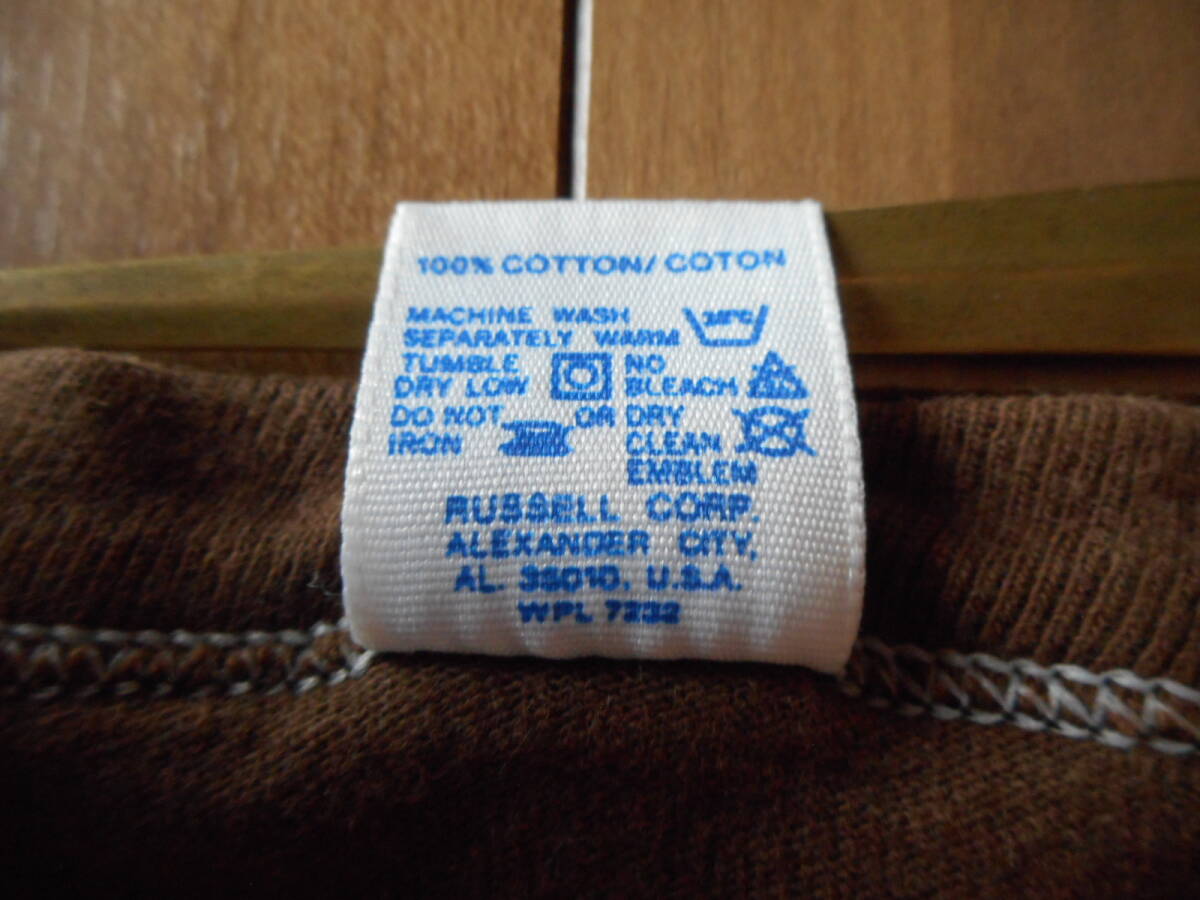 100% COTTON/COTON
MACHINE WASH
SEPARATELY WARM
TUMBLE
DRY LOW
NO
BLEACH
DO NOT
IRON
OR DRY
CLEAN
EMBLEM
RUSSELL CORP.
ALEXANDER CITY,
AL. 35010, U.S.A.
WPL 7232